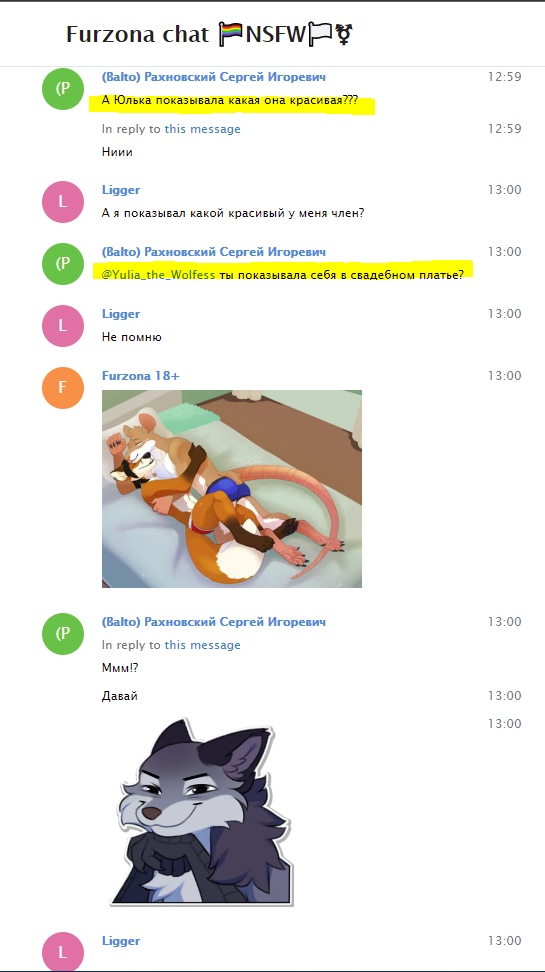 Furzona chat 🏳️‍🌈NSFW🏳️⚧
(Balto) Рахновский Сергей Игоревич 12:59
А Юлька показывала какая она красивая???
In reply to this message 12:59
Ниии
Ligger 13:00
А я показывал какой красивый у меня член?
(Balto) Рахновский Сергей Игоревич 13:00
@Yulia_the_Wolfess ты показывала себя в свадебном платье?
Ligger 13:00
Не помню
Furzona 18+ 13:00
(Balto) Рахновский Сергей Игоревич 13:00
In reply to this message
Ммм!?
Давай 13:00
13:00
Ligger 13:00
(P
L
(P
L
F
(P
L